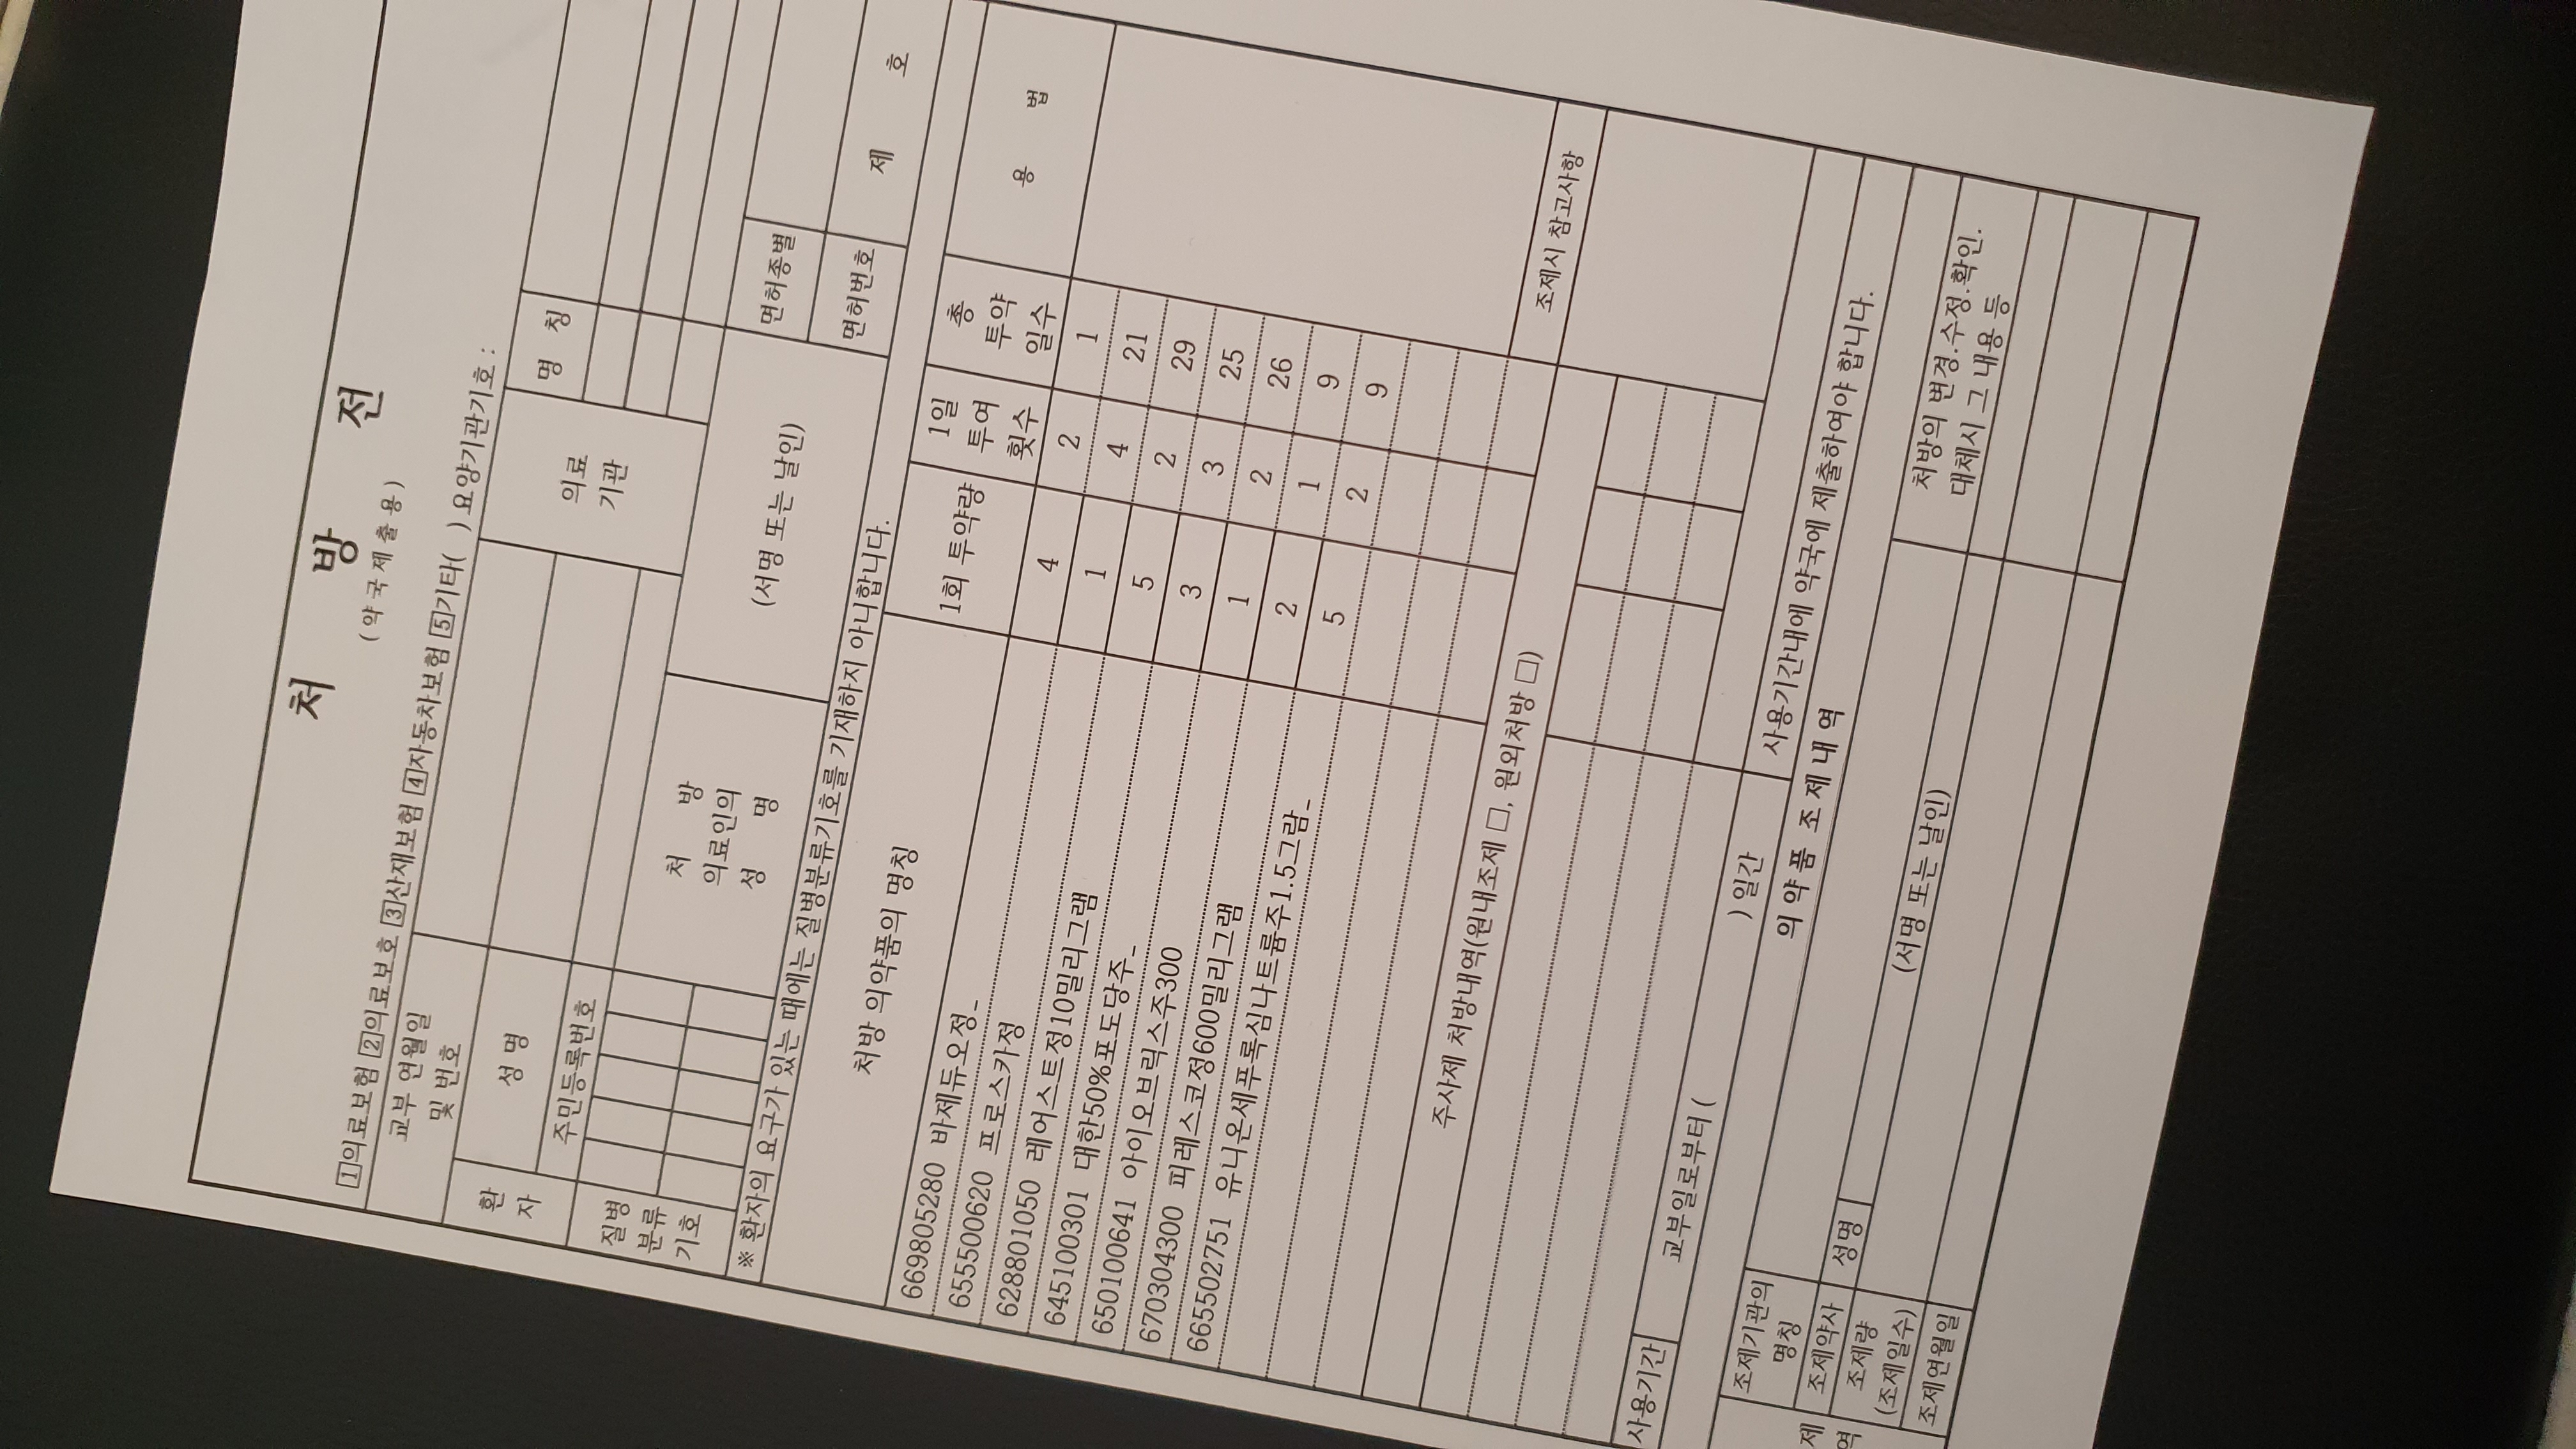 처 방 전
(약국제출용)
1의료보험 2의료보호 3산재보험 4자동차보험 5기타( ) 요양기관기호 :
교부 연월일
및 번호
환
자
성 명
주민등록번호
의료
기관
명 칭
질병
분류
기호
처 방
의료인의
성 명
(서명 또는 날인)
면허종별
면허번호
제 호
※ 환자의 요구가 있는 때에는 질병분류기호를 기재하지 아니합니다.
처방 의약품의 명칭
1회 투약량
1일
투여
횟수
총
투약
일수
용 법
669805280 바제듀오정_ 4 2 1
655500620 프로스카정 1 4 21
628801050 레어스트정10밀리그램 5 2 29
645100301 대한50%포도당주_ 3 3 25
650100641 아이오브릭스주300 1 2 26
670304300 피레스코정600밀리그램 2 1 9
665502751 유니온세푸록심나트륨주1.5그람_ 5 2 9
주사제 처방내역(원내조제 □, 원외처방 □)
조제시 참고사항
사용기간
교부일로부터 ( ) 일간
사용기간내에 약국에 제출하여야 합니다.
의약품 조제내역
제
역
조제기관의
명칭
조제약사
성명
(서명 또는 날인)
조제량
(조제일수)
조제연월일
처방의 변경.수정.확인.
대체시 그 내용 등